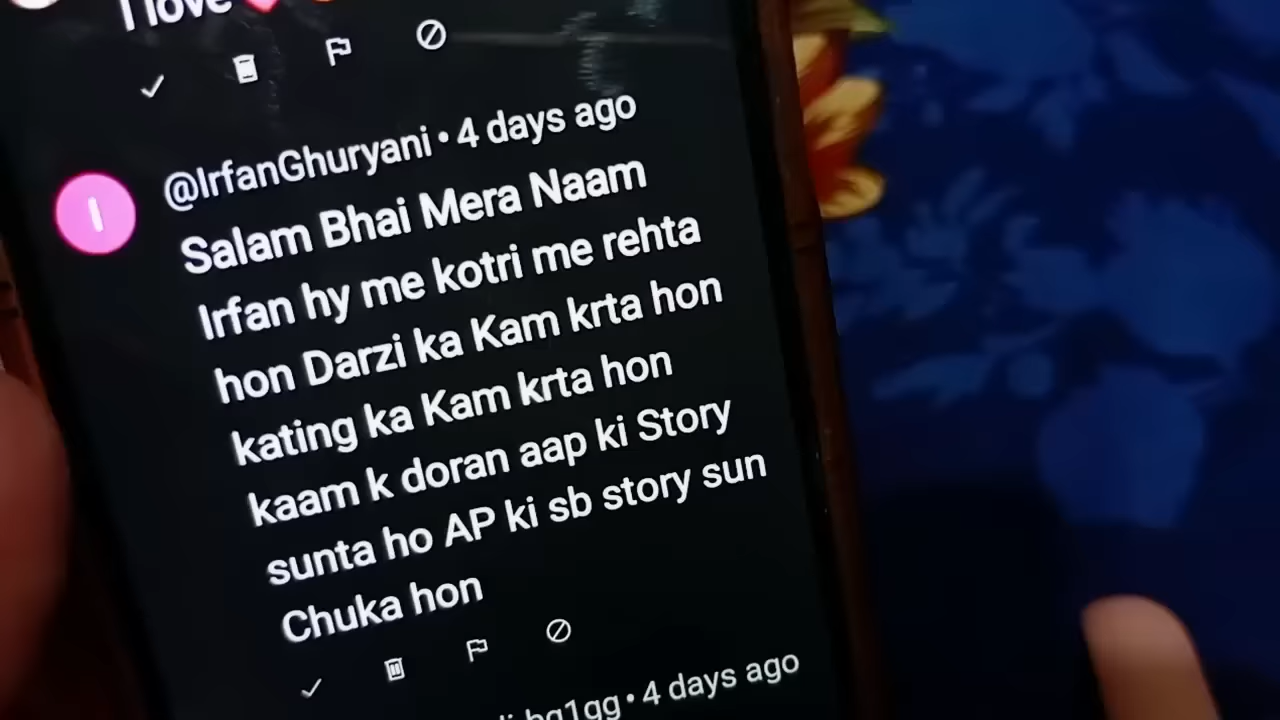 I love
@IrfanGhuryani • 4 days ago
I
Salam Bhai Mera Naam
Irfan hy me kotri me rehta
hon Darzi ka Kam krta hon
kating ka Kam krta hon
kaam k doran aap ki Story
sunta ho AP ki sb story sun
Chuka hon
bg1gg • 4 days ago